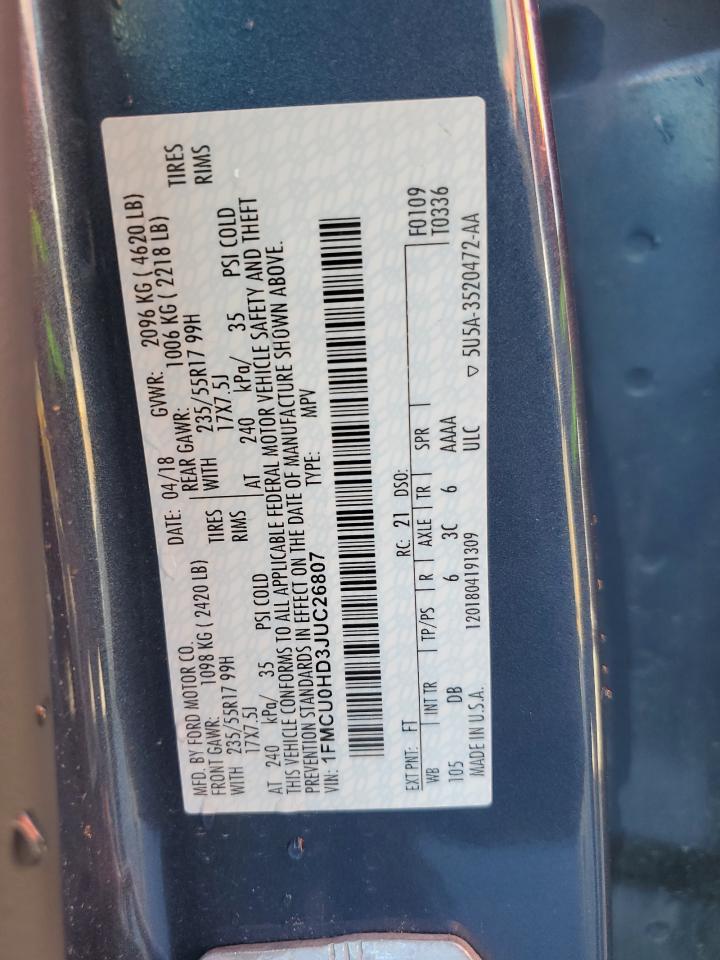 MFD. BY FORD MOTOR CO.
DATE: 04/18 GVWR: 2096 KG ( 4620 LB)
FRONT GAWR: 1098 KG ( 2420 LB) REAR GAWR: 1006 KG ( 2218 LB)
WITH 235/55R17 99H TIRES WITH 235/55R17 99H TIRES
17X7.5J RIMS 17X7.5J RIMS
AT 240 kPa/ 35 PSI COLD AT 240 kPa/ 35 PSI COLD
THIS VEHICLE CONFORMS TO ALL APPLICABLE FEDERAL MOTOR VEHICLE SAFETY AND THEFT
PREVENTION STANDARDS IN EFFECT ON THE DATE OF MANUFACTURE SHOWN ABOVE.
VIN: 1FMCU0HD3JUC26807 TYPE: MPV
EXT PNT: FT RC: 21 DSO: F0109
WB INT TR TP/PS R AXLE TR SPR T0336
105 DB 6 3C 6 AAAA
MADE IN U.S.A. 1201804191309 ULC ▽ 5U5A-3520472-AA